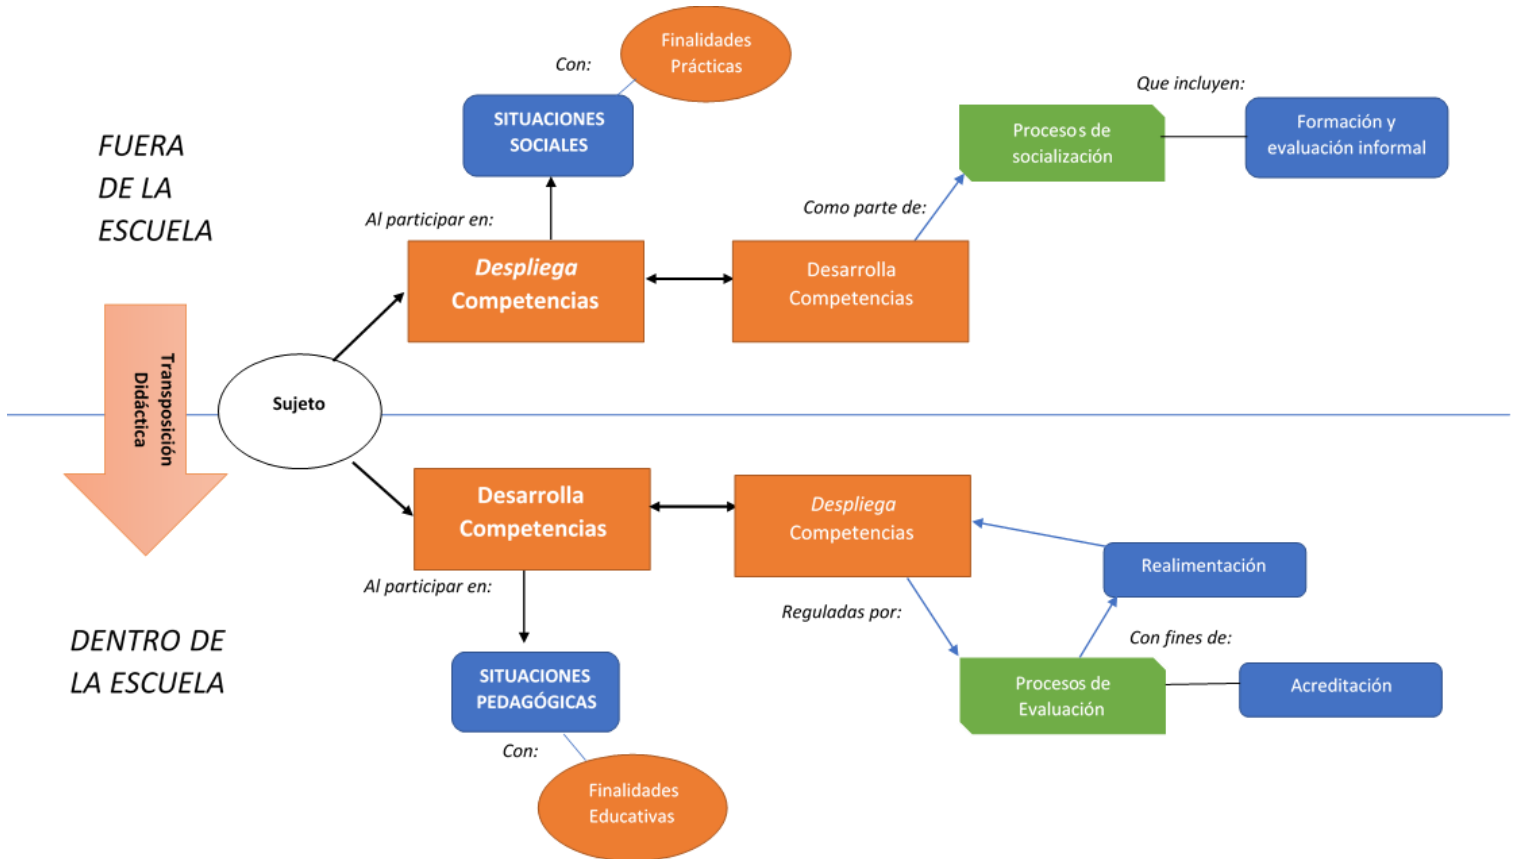 Finalidades
Prácticas
Con:
SITUACIONES
SOCIALES
Que incluyen:
Formación y
evaluación informal
Procesos de
socialización
FUERA
DE LA
ESCUELA
Al participar en:
Como parte de:
Despliega
Competencias
Desarrolla
Competencias
Transposición
Didáctica
Sujeto
Desarrolla
Competencias
Despliega
Competencias
Realimentación
Al participar en:
Reguladas por:
Con fines de:
DENTRO DE
LA ESCUELA
SITUACIONES
PEDAGÓGICAS
Procesos de
Evaluación
Acreditación
Con:
Finalidades
Educativas